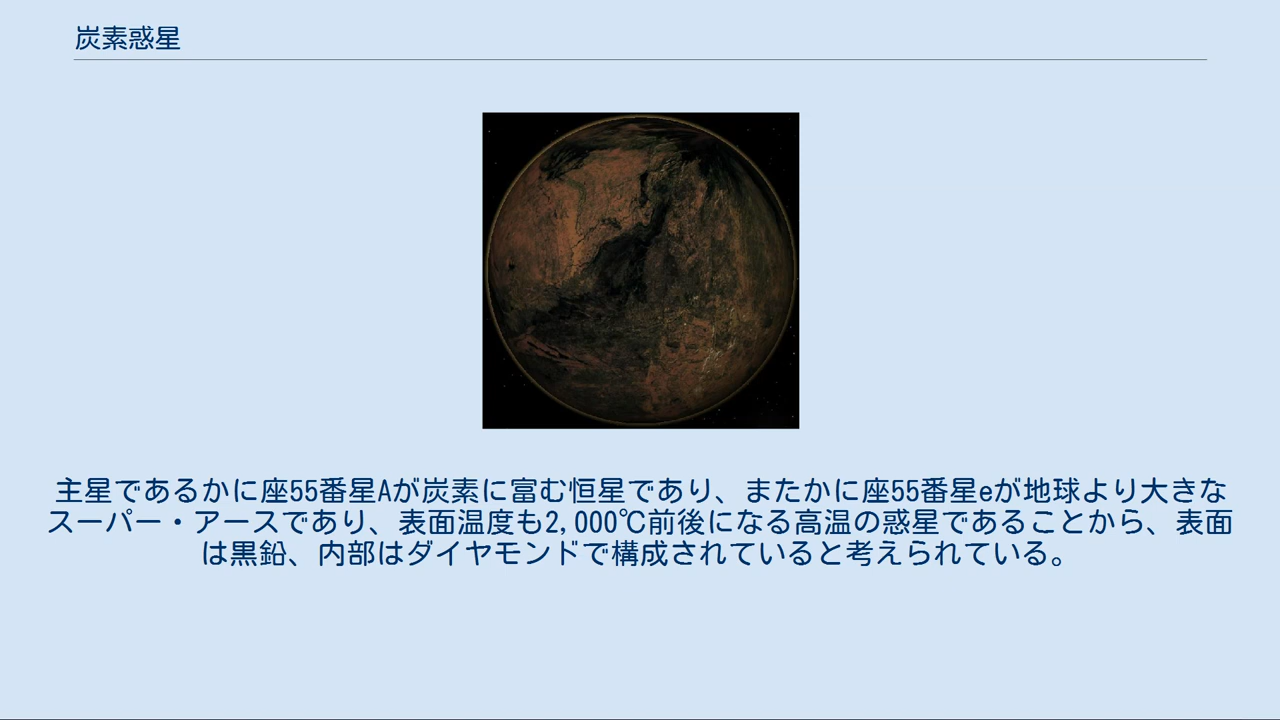 炭素惑星
主星であるかに座55番星Aが炭素に富む恒星であり、またかに座55番星eが地球より大きな
スーパー・アースであり、表面温度も2,000℃前後になる高温の惑星であることから、表面
は黒鉛、内部はダイヤモンドで構成されていると考えられている。